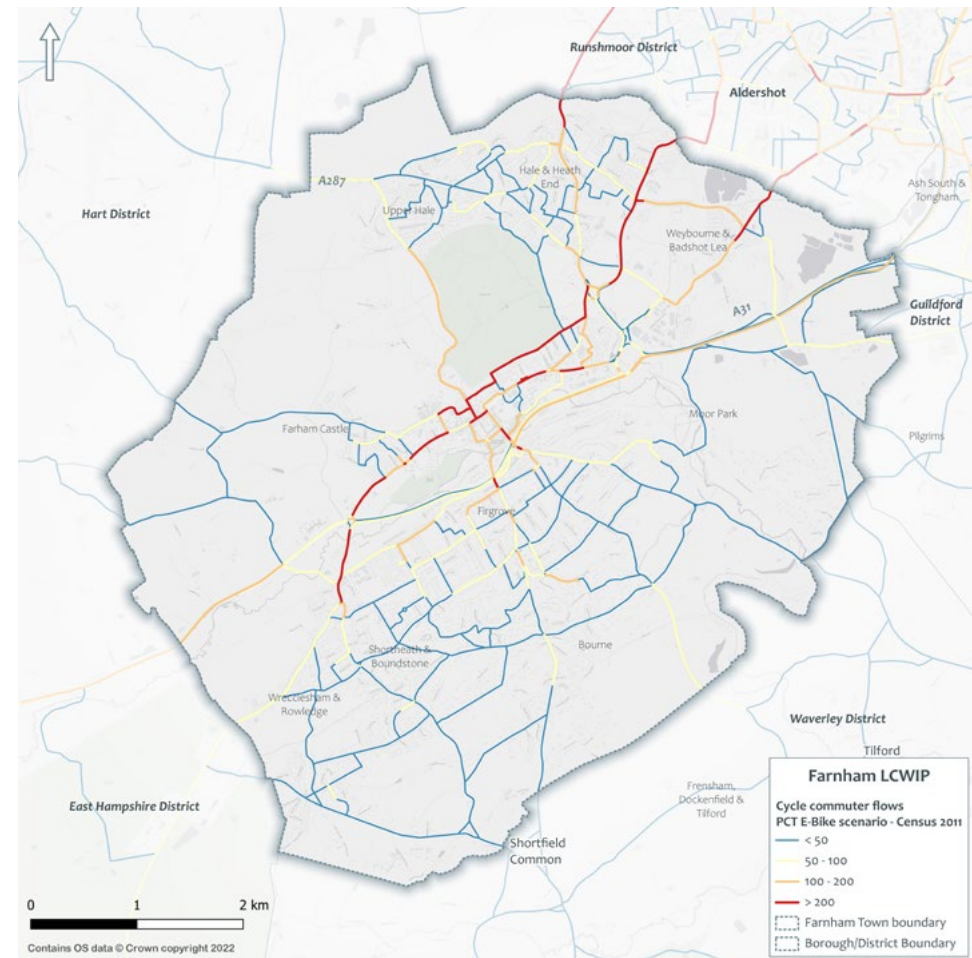 Runshmoor District
Aldershot
Hale & Heath
End
A287
Ash South &
Tongham
Hart District
Upper Hale
Weybourne &
Badshot Lea
A31
Guildford
District
Moor Park
Farham Castle
Pilgrims
Firgrove
Shortheath &
Boundstone
Bourne
Wrecclesham &
Rowledge
Waverley District
Tilford
East Hampshire District
Frensham,
Dockenfield &
Tilford
Shortfield
Common
Farnham LCWIP
Cycle commuter flows
PCT E-Bike scenario - Census 2011
< 50
50 - 100
100 - 200
> 200
Farnham Town boundary
Borough/District Boundary
0 1 2 km
Contains OS data © Crown copyright 2022